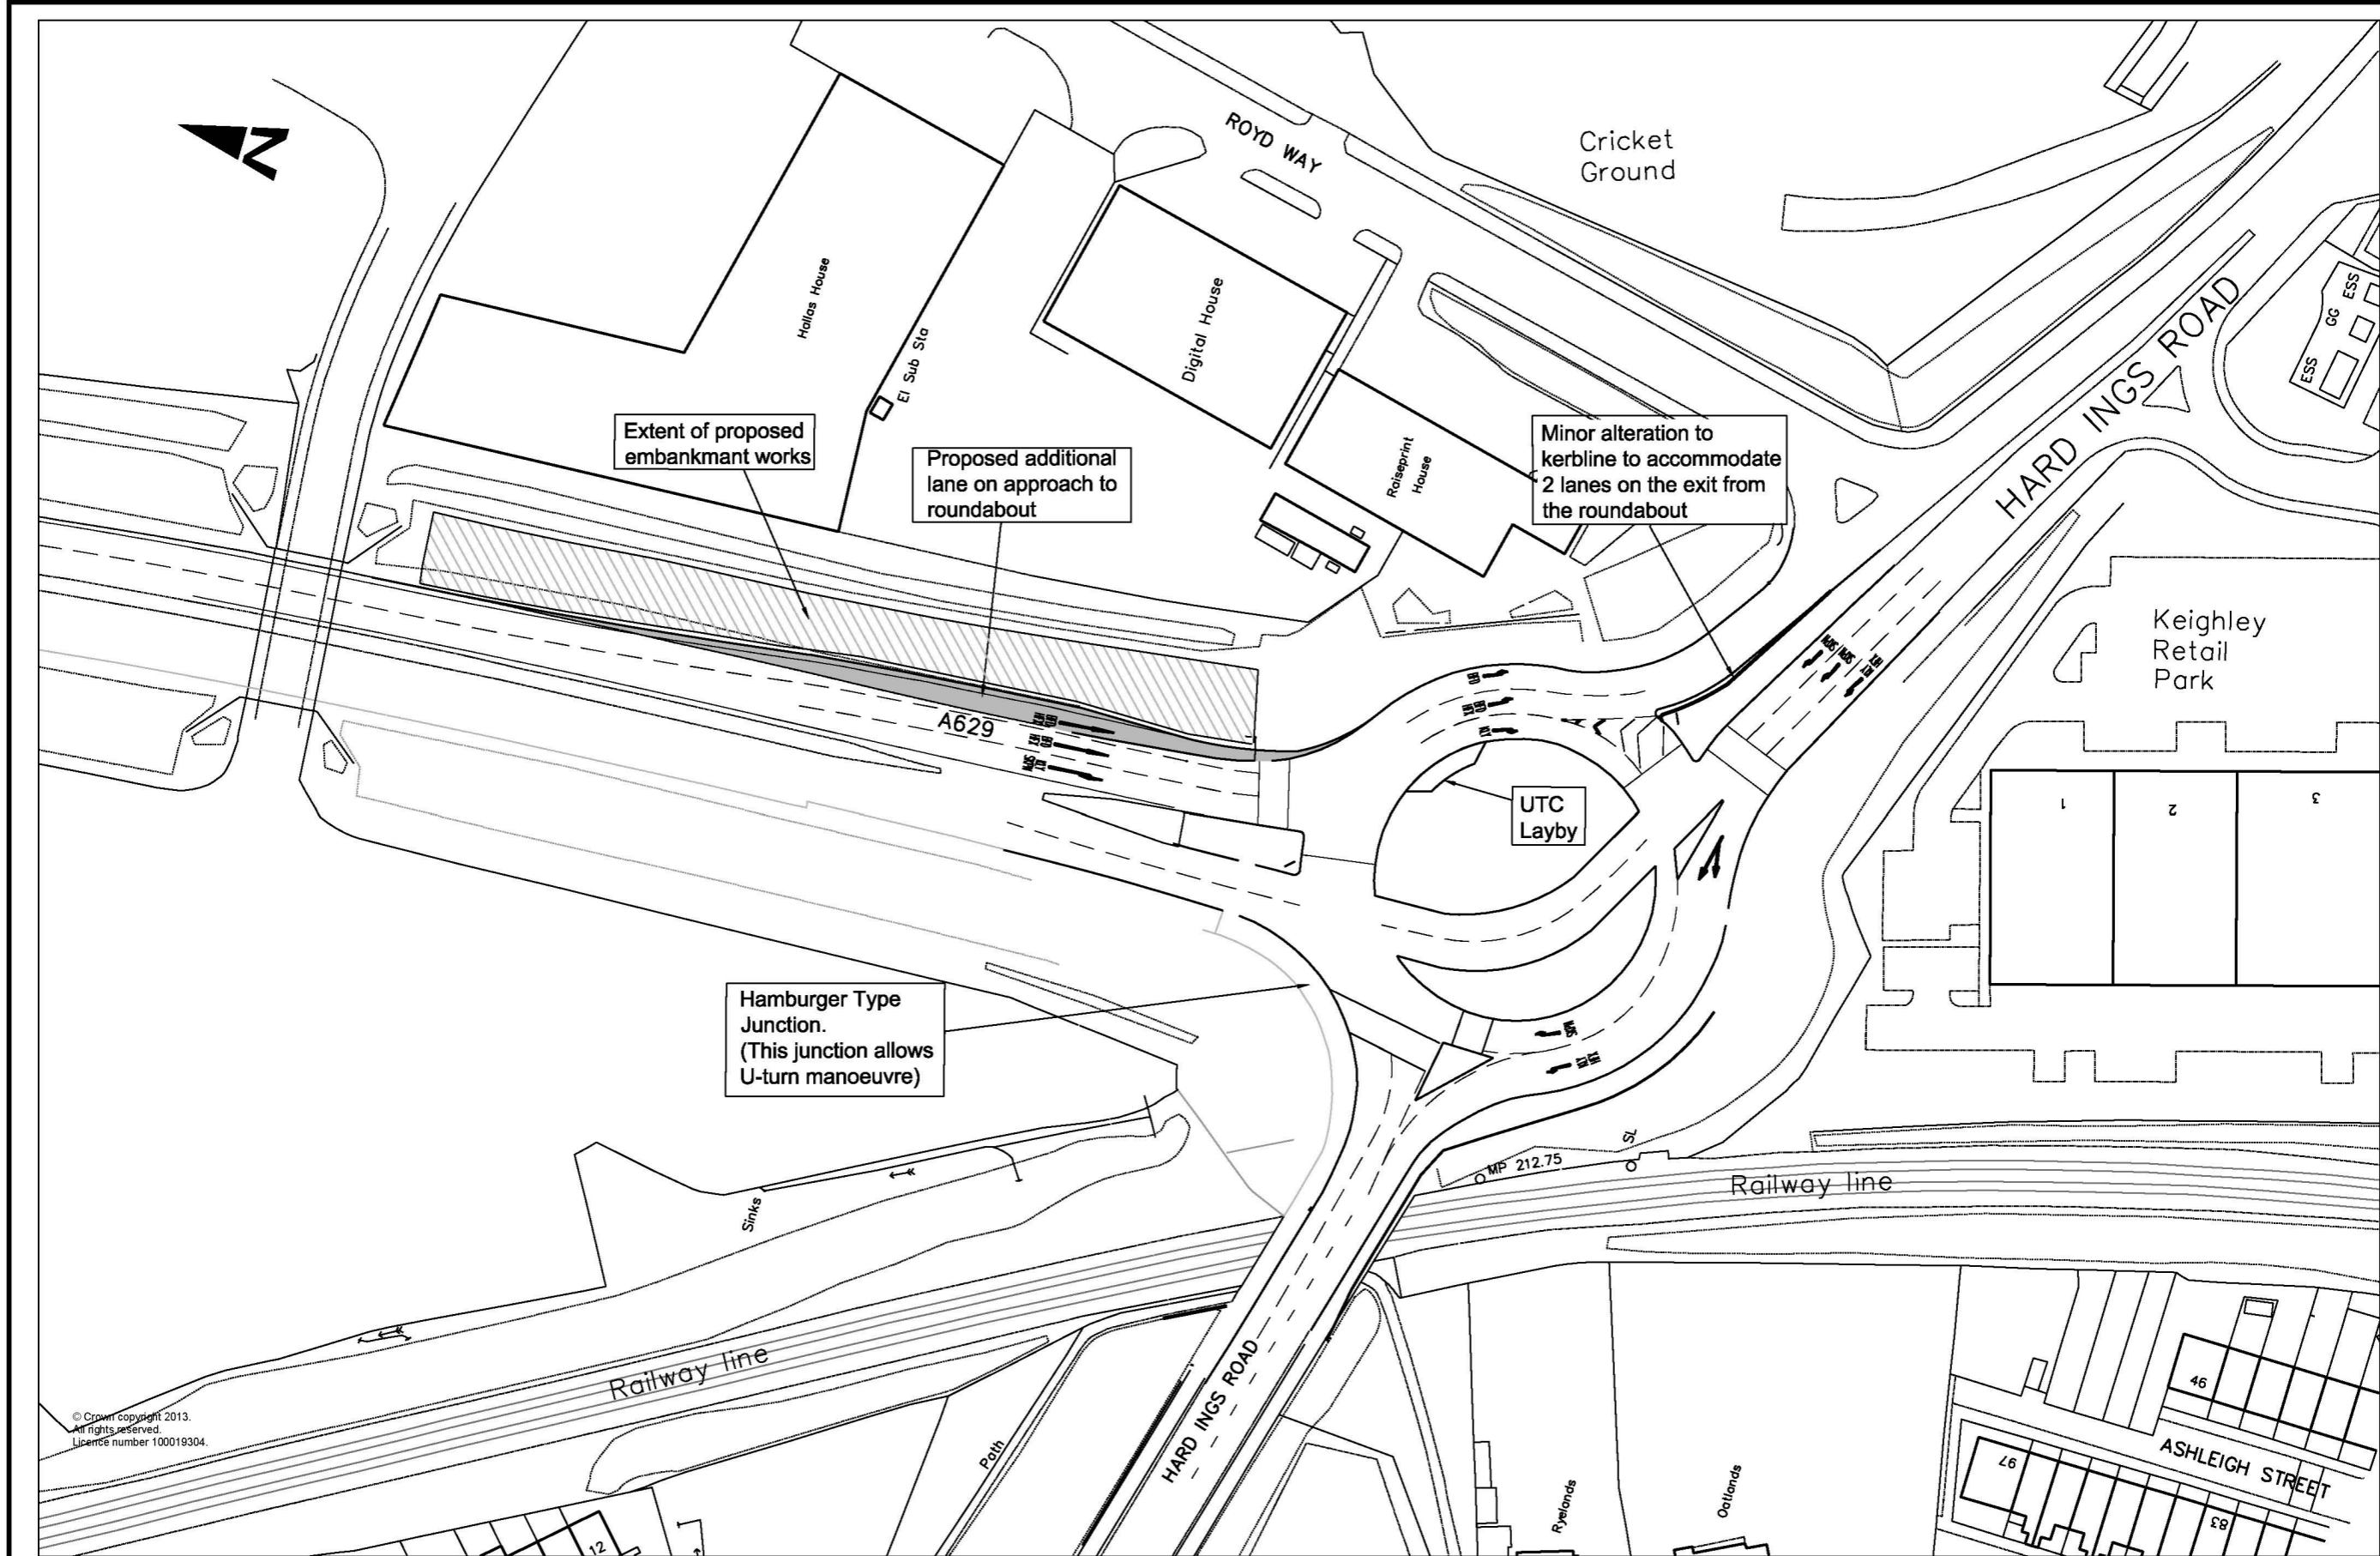 N
ROYD WAY
Cricket
Ground
Hallas House
El Sub Sta
Digital House
Raiseprint
House
HARD INGS ROAD
ESS
GG
ESS
Extent of proposed
embankmant works
Proposed additional
lane on approach to
roundabout
Minor alteration to
kerbline to accommodate
2 lanes on the exit from
the roundabout
Keighley
Retail
Park
A629
UTC
Layby
1
2
3
Hamburger Type
Junction.
(This junction allows
U-turn manoeuvre)
Sinks
MP 212.75
SL
Railway line
Railway line
© Crown copyright 2013.
All rights reserved.
Licence number 100019304.
Path
HARD INGS ROAD
Ryelands
Oatlands
46
97
83
ASHLEIGH STREET
12